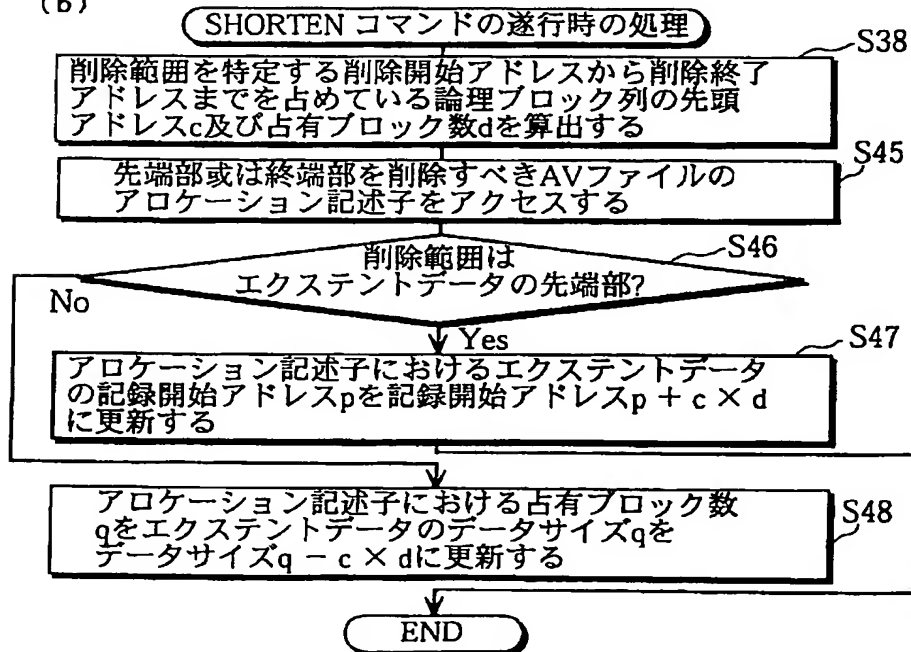 (b)
SHORTEN コマンドの遂行時の処理
S38
削除範囲を特定する削除開始アドレスから削除終了
アドレスまでを占めている論理ブロック列の先頭
アドレスc及び占有ブロック数dを算出する
S45
先端部或は終端部を削除すべきAVファイルの
アロケーション記述子をアクセスする
S46
削除範囲は
エクステントデータの先端部?
No
Yes
S47
アロケーション記述子におけるエクステントデータ
の記録開始アドレスpを記録開始アドレスp + c × d
に更新する
S48
アロケーション記述子における占有ブロック数
qをエクステントデータのデータサイズqを
データサイズq − c × dに更新する
END